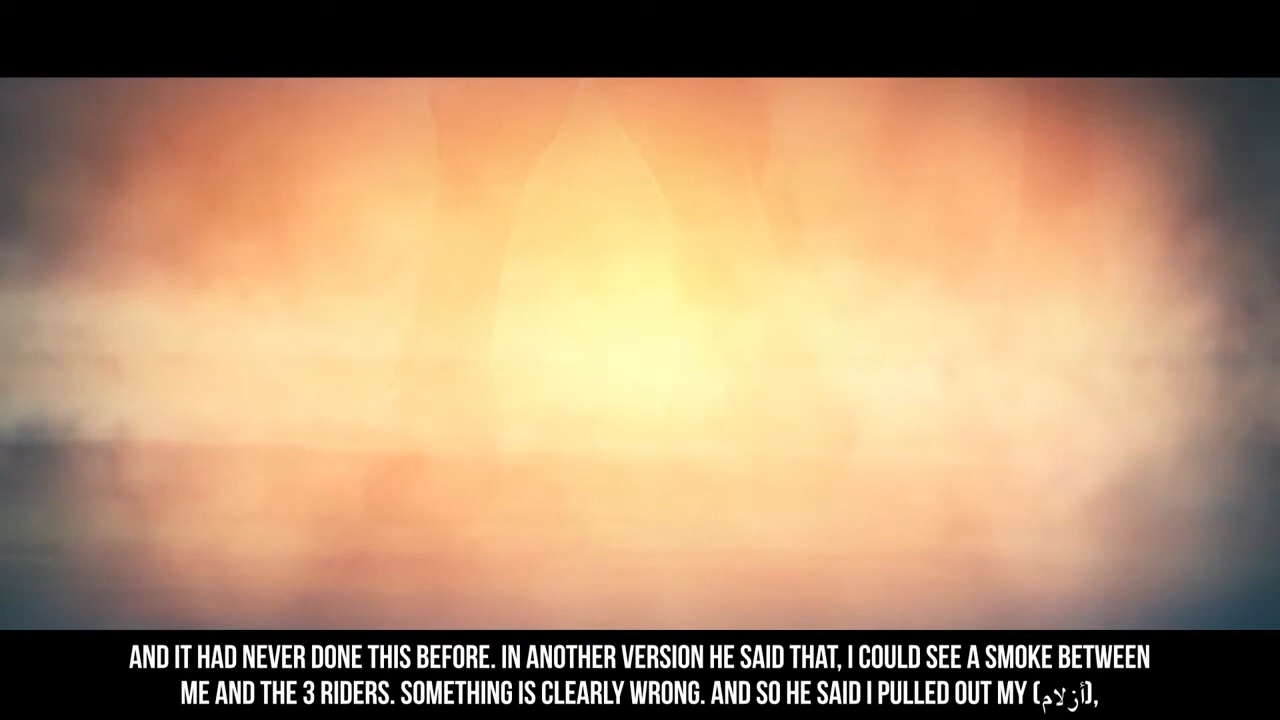 AND IT HAD NEVER DONE THIS BEFORE. IN ANOTHER VERSION HE SAID THAT, I COULD SEE A SMOKE BETWEEN
ME AND THE 3 RIDERS. SOMETHING IS CLEARLY WRONG. AND SO HE SAID I PULLED OUT MY (أزلام),